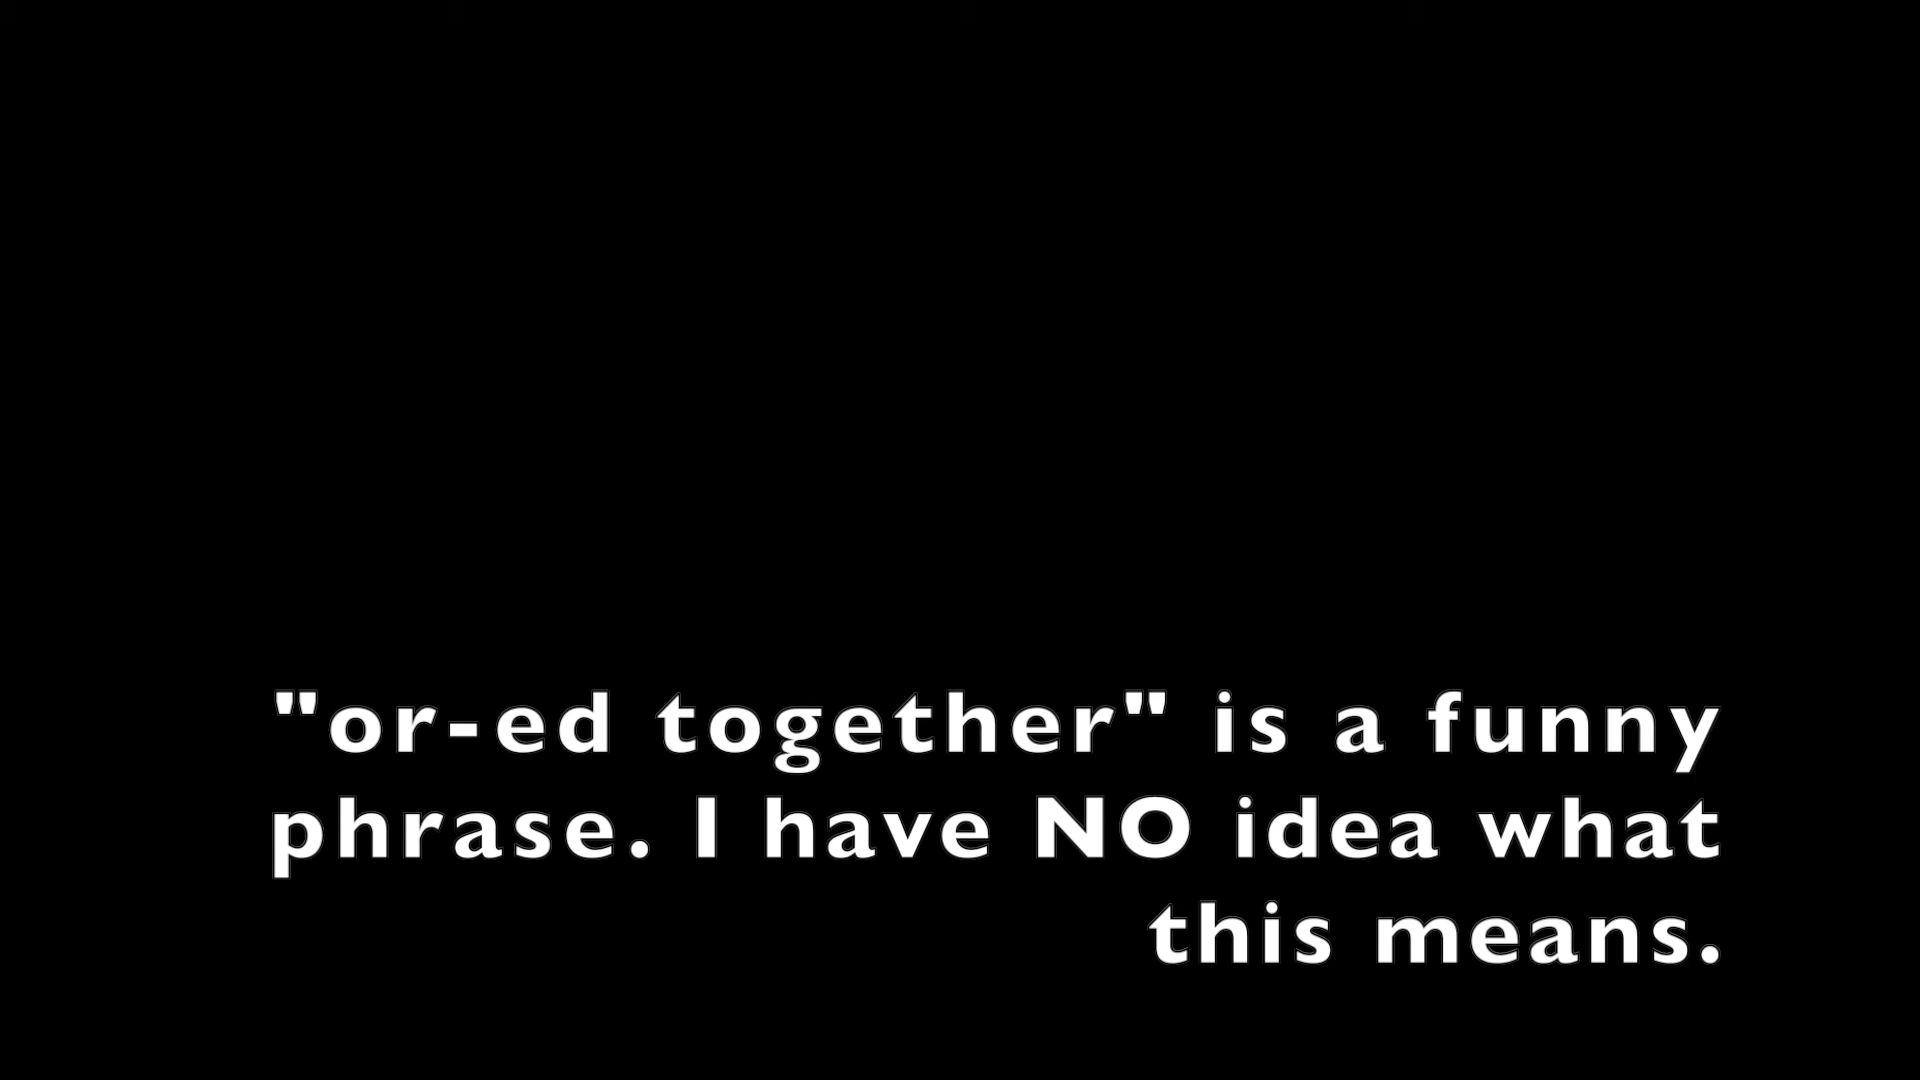 "or-ed together" is a funny
phrase. I have NO idea what
this means.